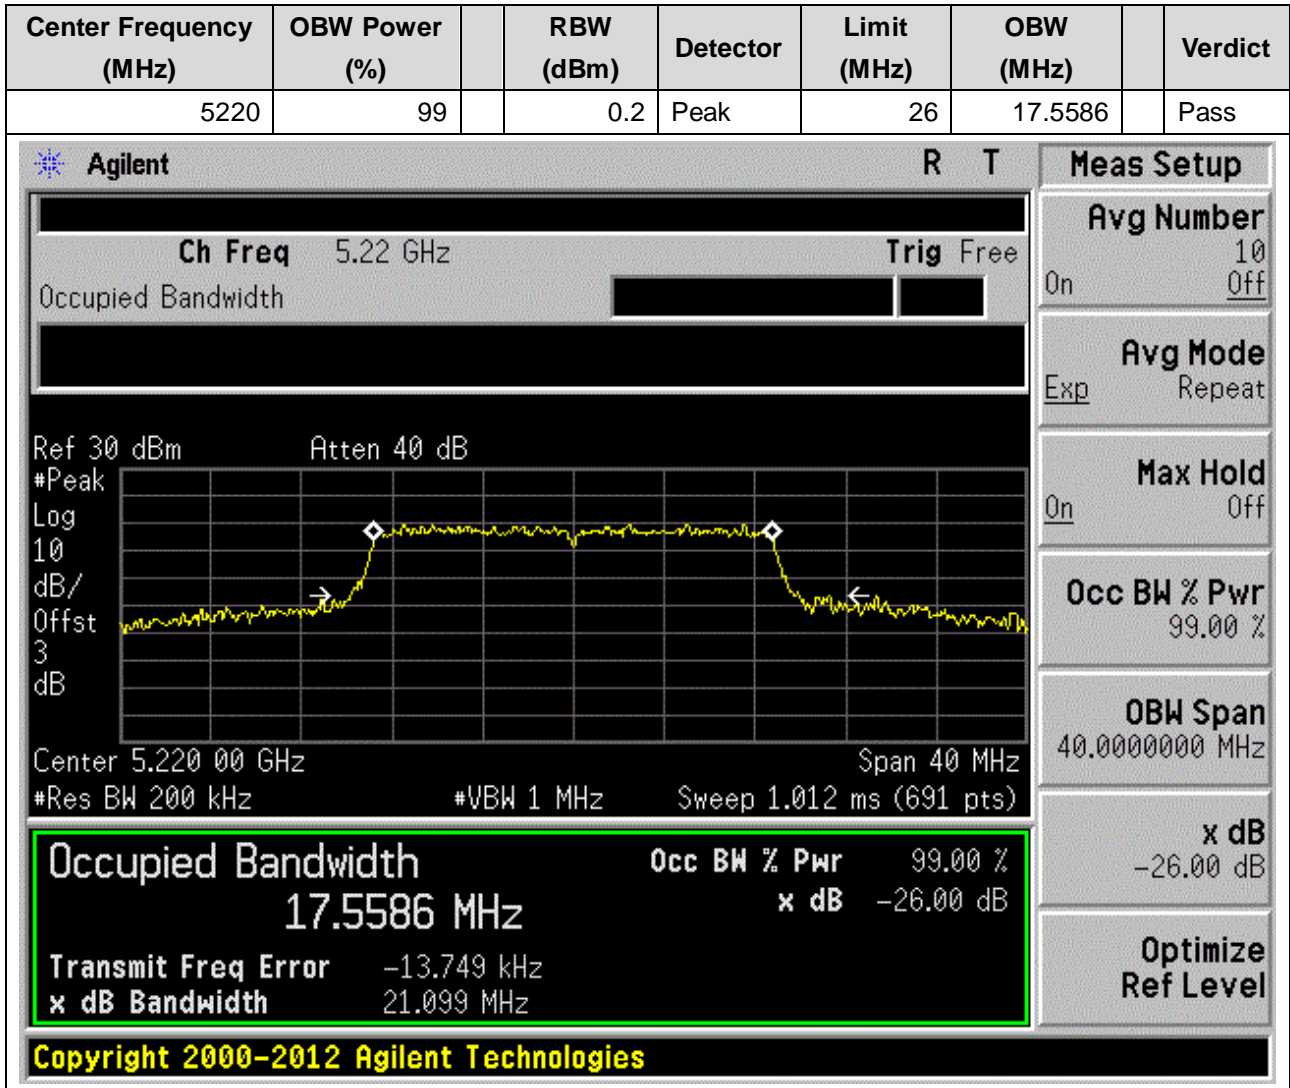 Center Frequency (MHz) OBW Power (%) RBW (dBm) Detector Limit (MHz) OBW (MHz) Verdict
5220 99 0.2 Peak 26 17.5586 Pass
Agilent R T
Ch Freq 5.22 GHz Trig Free
Occupied Bandwidth
Ref 30 dBm Atten 40 dB
#Peak
Log
10
dB/
Offst
3
dB
Center 5.220 00 GHz Span 40 MHz
#Res BW 200 kHz #VBW 1 MHz Sweep 1.012 ms (691 pts)
Occupied Bandwidth
17.5586 MHz
Occ BW % Pwr 99.00 %
x dB -26.00 dB
Transmit Freq Error -13.749 kHz
x dB Bandwidth 21.099 MHz
Copyright 2000-2012 Agilent Technologies
Meas Setup
Avg Number
10
On Off
Avg Mode
Exp Repeat
Max Hold
On Off
Occ BW % Pwr
99.00 %
OBW Span
40.0000000 MHz
x dB
-26.00 dB
Optimize
Ref Level